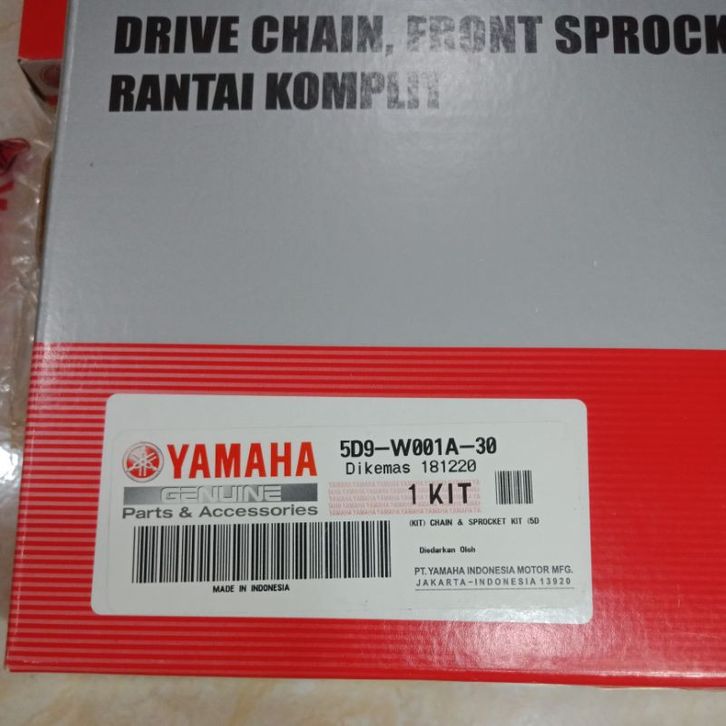 DRIVE CHAIN, FRONT SPROCK
RANTAI KOMPLIT
YAMAHA
GENUINE
Parts & Accessories
5D9-W001A-30
Dikemas 181220
1 KIT
(KIT) CHAIN & SPROCKET KIT (5D
Diedarkan Oleh
PT. YAMAHA INDONESIA MOTOR MFG.
JAKARTA-INDONESIA 13920
MADE IN INDONESIA